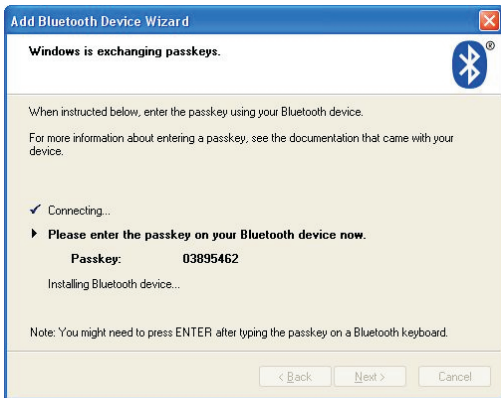 Add Bluetooth Device Wizard
Windows is exchanging passkeys.
®
When instructed below, enter the passkey using your Bluetooth device.
For more information about entering a passkey, see the documentation that came with your
device.
Connecting...
Please enter the passkey on your Bluetooth device now.
Passkey: 03895462
Installing Bluetooth device...
Note: You might need to press ENTER after typing the passkey on a Bluetooth keyboard.
< Back Next > Cancel